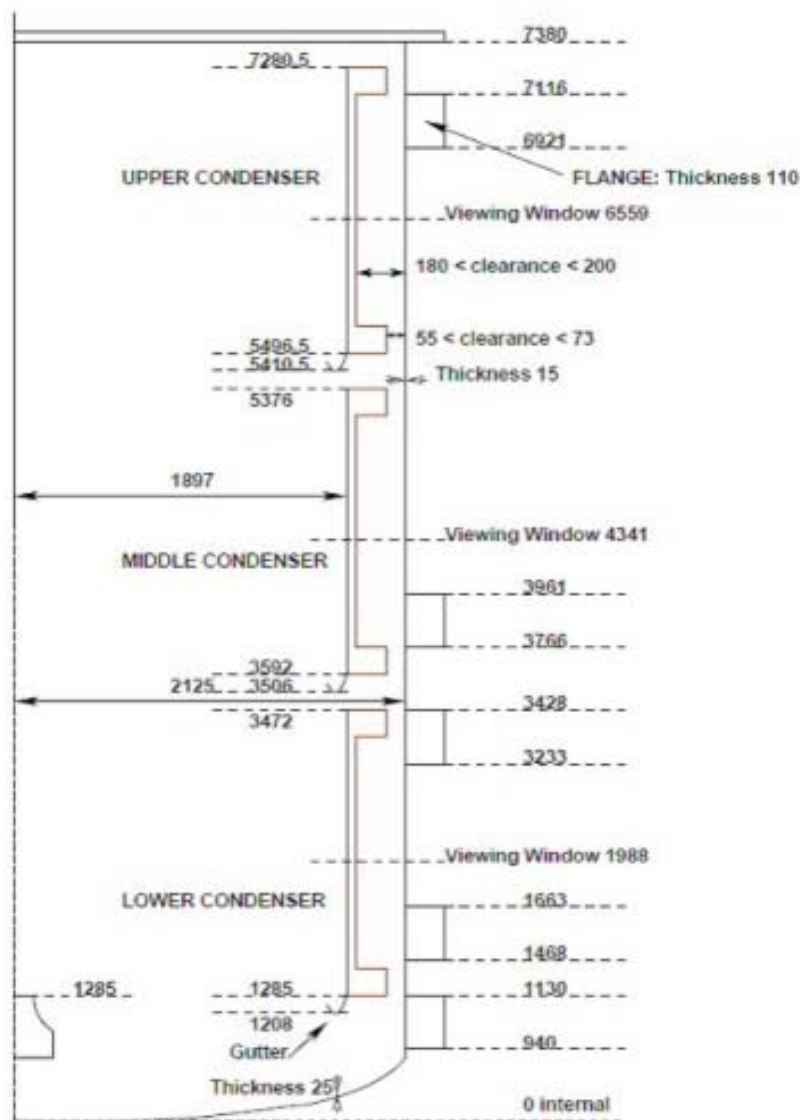 7380
7280.5
7116
6921
UPPER CONDENSER
FLANGE: Thickness 110
Viewing Window 6559
180 < clearance < 200
55 < clearance < 73
5496.5
5410.5
Thickness 15
5376
1897
Viewing Window 4341
MIDDLE CONDENSER
3961
3766
3592
2125
3506
3428
3472
3233
Viewing Window 1988
LOWER CONDENSER
1663
1468
1285
1285
1130
1208
Gutter
940
Thickness 25
0 internal